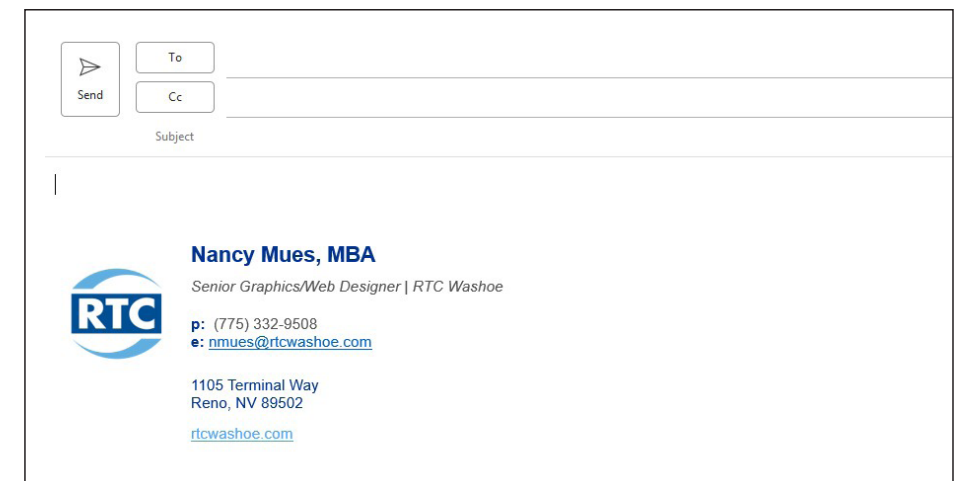 To
Send
Cc
Subject
Nancy Mues, MBA
Senior Graphics/Web Designer | RTC Washoe
RTC
p: (775) 332-9508
e: nmues@rtcwashoe.com
1105 Terminal Way
Reno, NV 89502
rtcwashoe.com